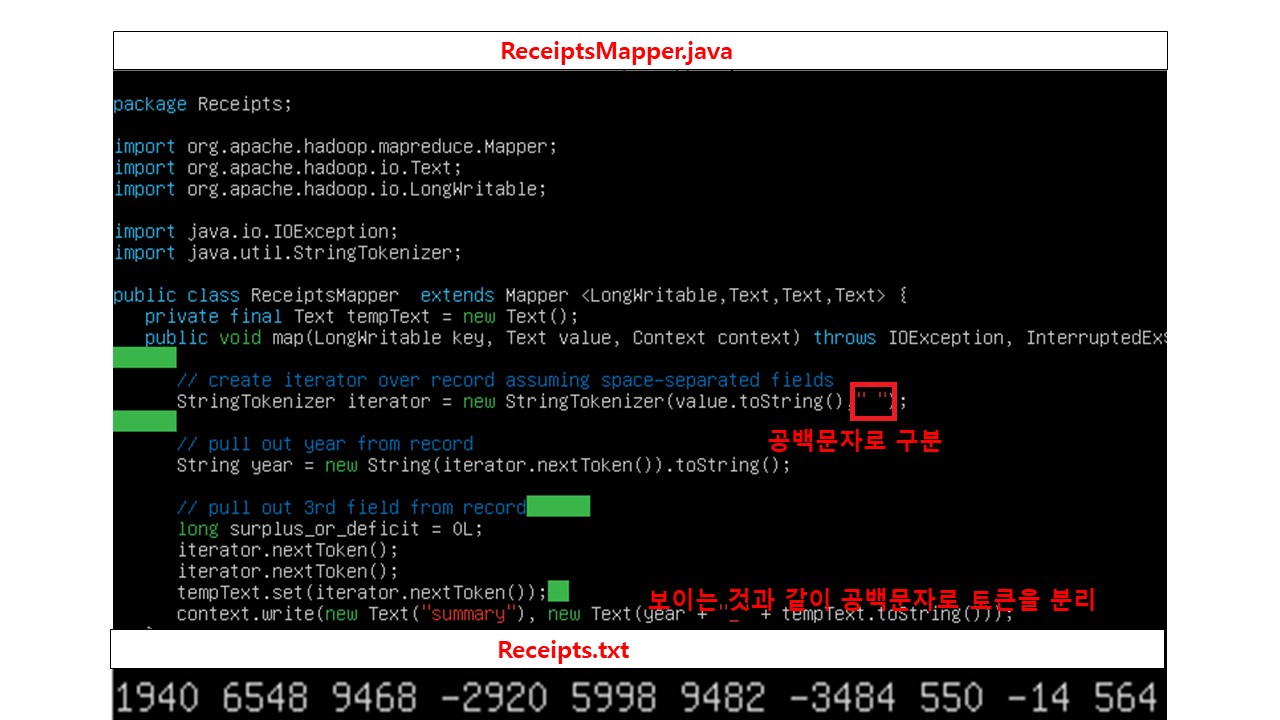 ReceiptsMapper.java
package Receipts;
import org.apache.hadoop.mapreduce.Mapper;
import org.apache.hadoop.io.Text;
import org.apache.hadoop.io.LongWritable;
import java.io.IOException;
import java.util.StringTokenizer;
public class ReceiptsMapper  extends Mapper <LongWritable,Text,Text,Text> {
private final Text tempText = new Text();
public void map(LongWritable key, Text value, Context context) throws IOException, InterruptedEx$
// create iterator over record assuming space-separated fields
StringTokenizer iterator = new StringTokenizer(value.toString()," ");
공백문자로 구분
// pull out year from record
String year = new String(iterator.nextToken()).toString();
// pull out 3rd field from record
long surplus_or_deficit = 0L;
iterator.nextToken();
iterator.nextToken();
tempText.set(iterator.nextToken());
보이는 것과 같이 공백문자로 토큰을 분리
context.write(new Text("summary"), new Text(year + "_" + tempText.toString()));
Receipts.txt
1940 6548 9468 -2920 5998 9482 -3484 550 -14 564